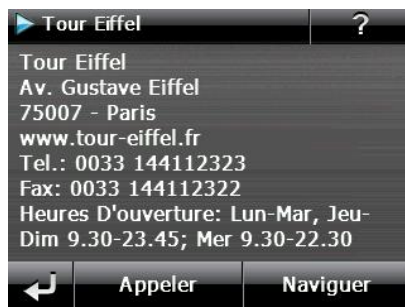 Tour Eiffel ?
Tour Eiffel
Av. Gustave Eiffel
75007 - Paris
www.tour-eiffel.fr
Tel.: 0033 144112323
Fax: 0033 144112322
Heures D'ouverture: Lun-Mar, Jeu-
Dim 9.30-23.45; Mer 9.30-22.30
Appeler Naviguer